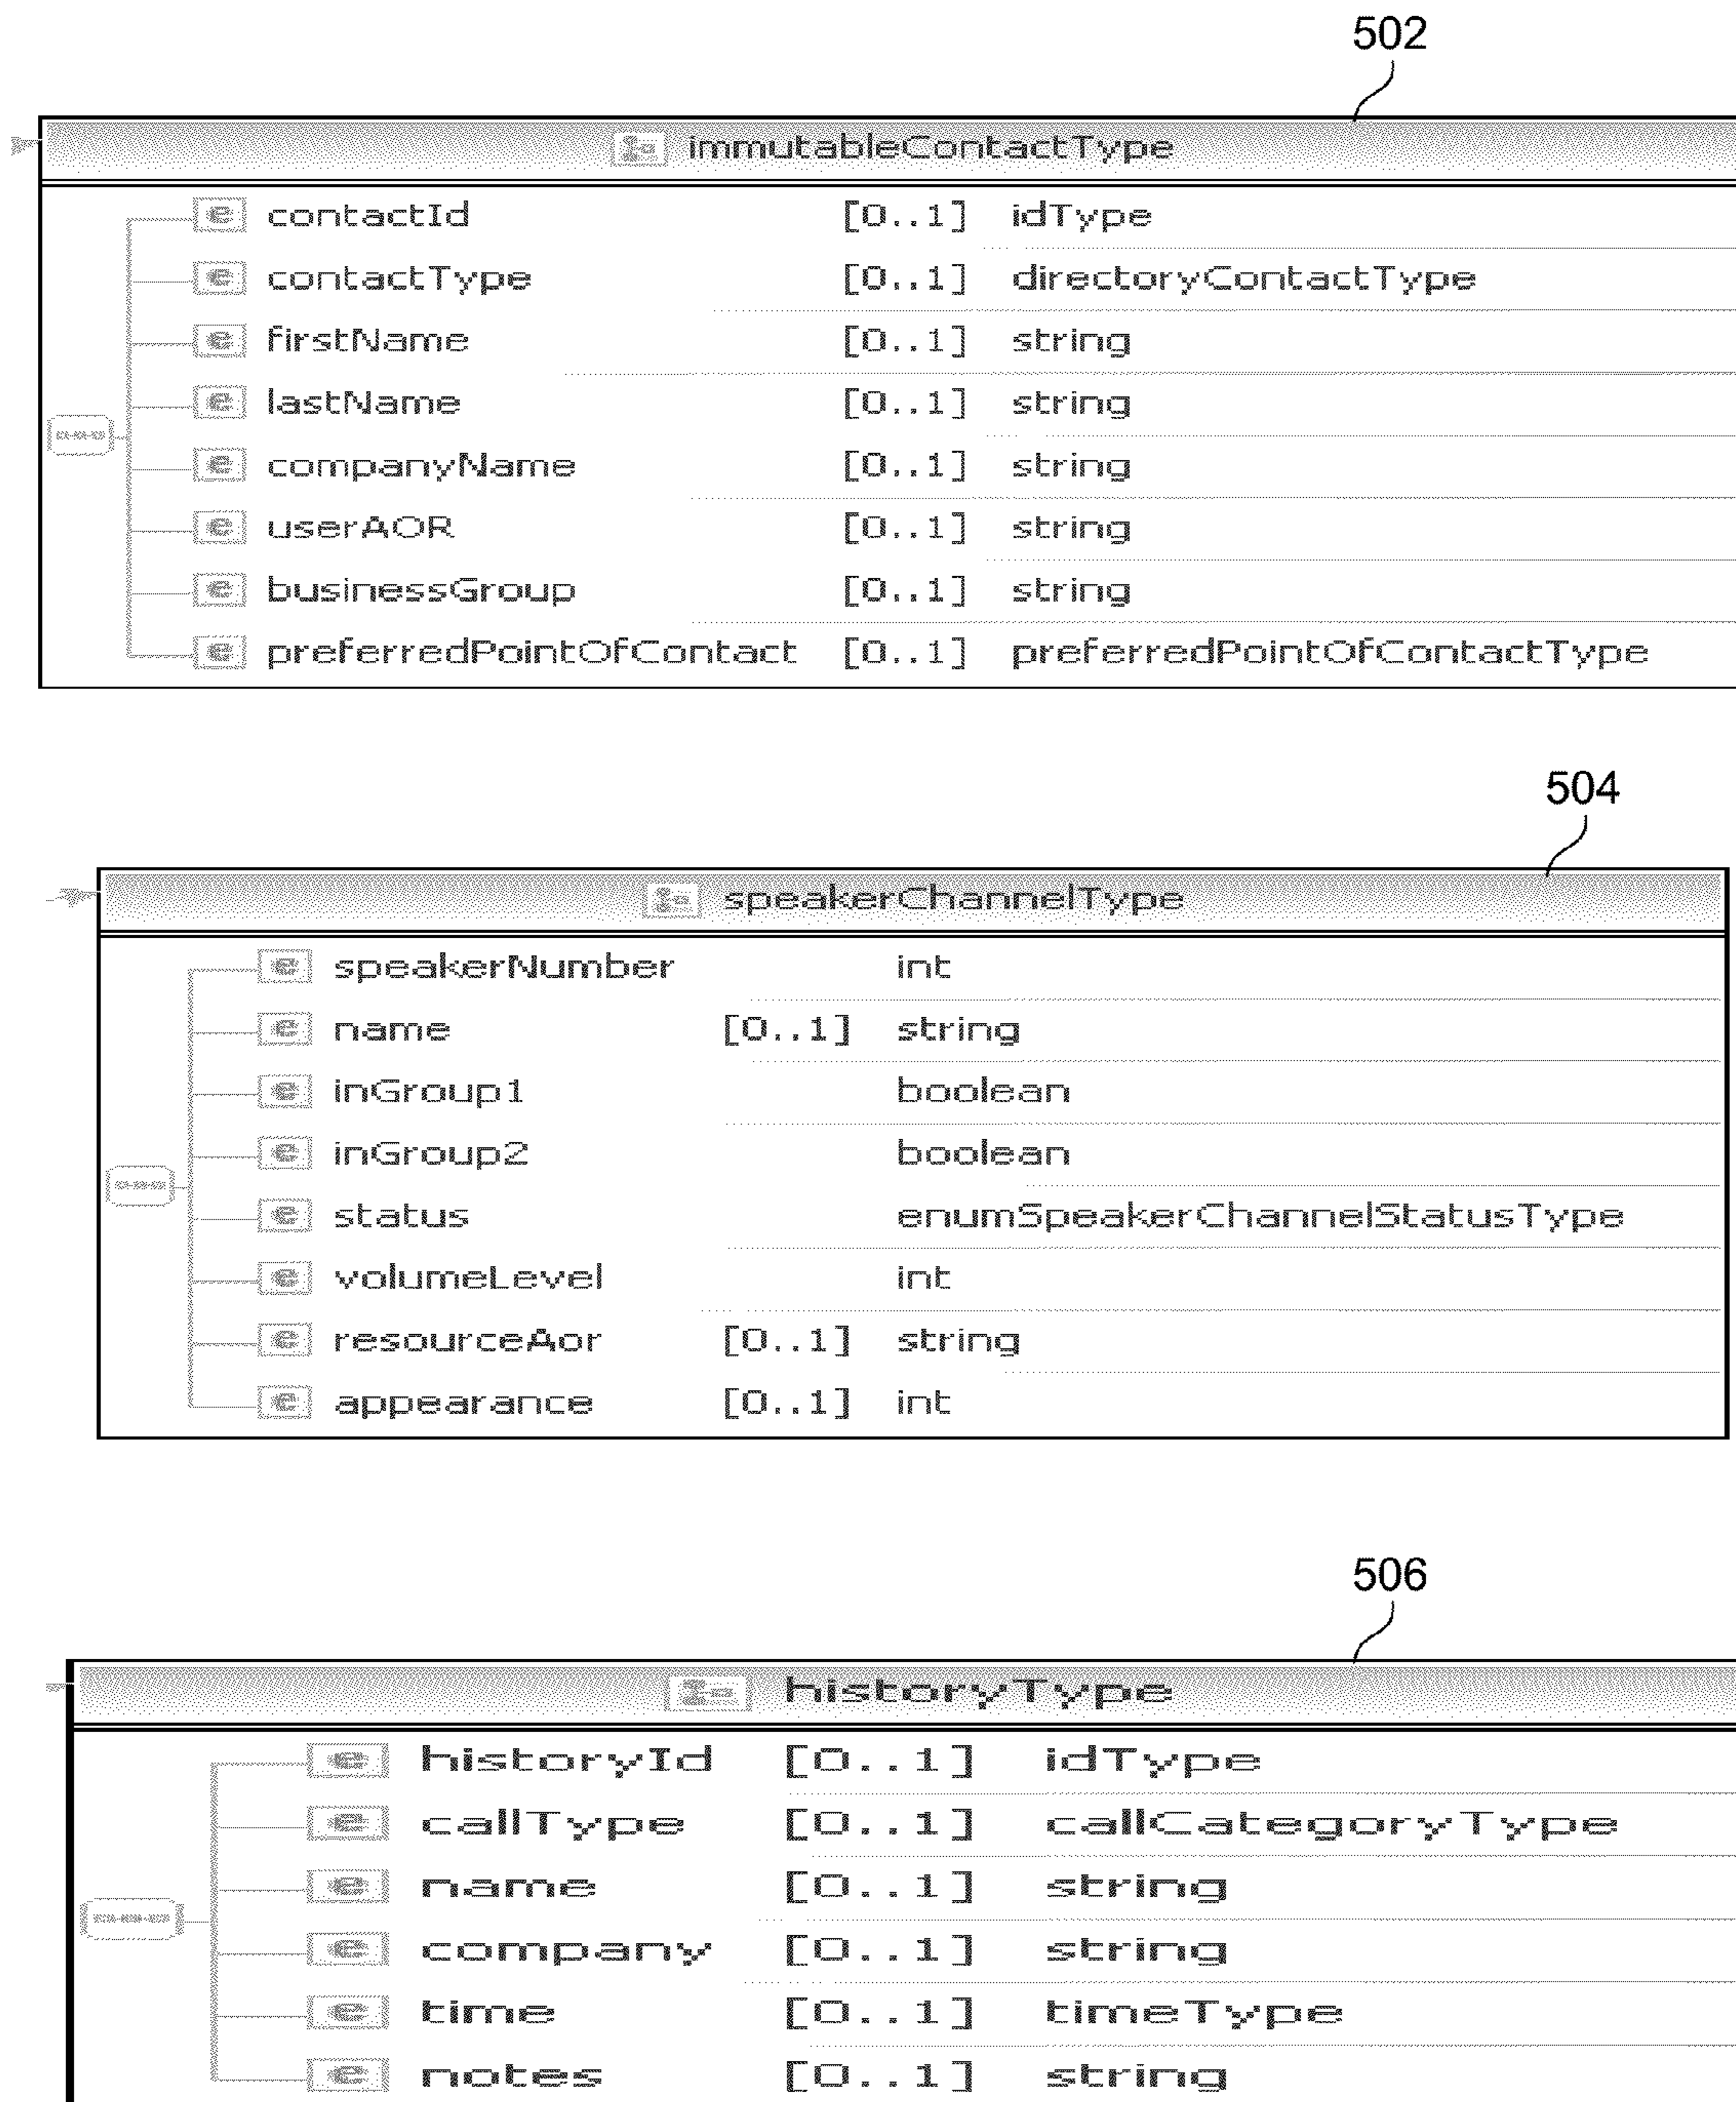 502
immutableContactType
e contactId [0..1] idType
e contactType [0..1] directoryContactType
e firstName [0..1] string
e lastName [0..1] string
e companyName [0..1] string
e userAOR [0..1] string
e businessGroup [0..1] string
e preferredPointOfContact [0..1] preferredPointOfContactType
504
speakerChannelType
e speakerNumber int
e name [0..1] string
e inGroup1 boolean
e inGroup2 boolean
e status enumSpeakerChannelStatusType
e volumeLevel int
e resourceAor [0..1] string
e appearance [0..1] int
506
historyType
e historyId [0..1] idType
e callType [0..1] callCategoryType
e name [0..1] string
e company [0..1] string
e time [0..1] timeType
e notes [0..1] string